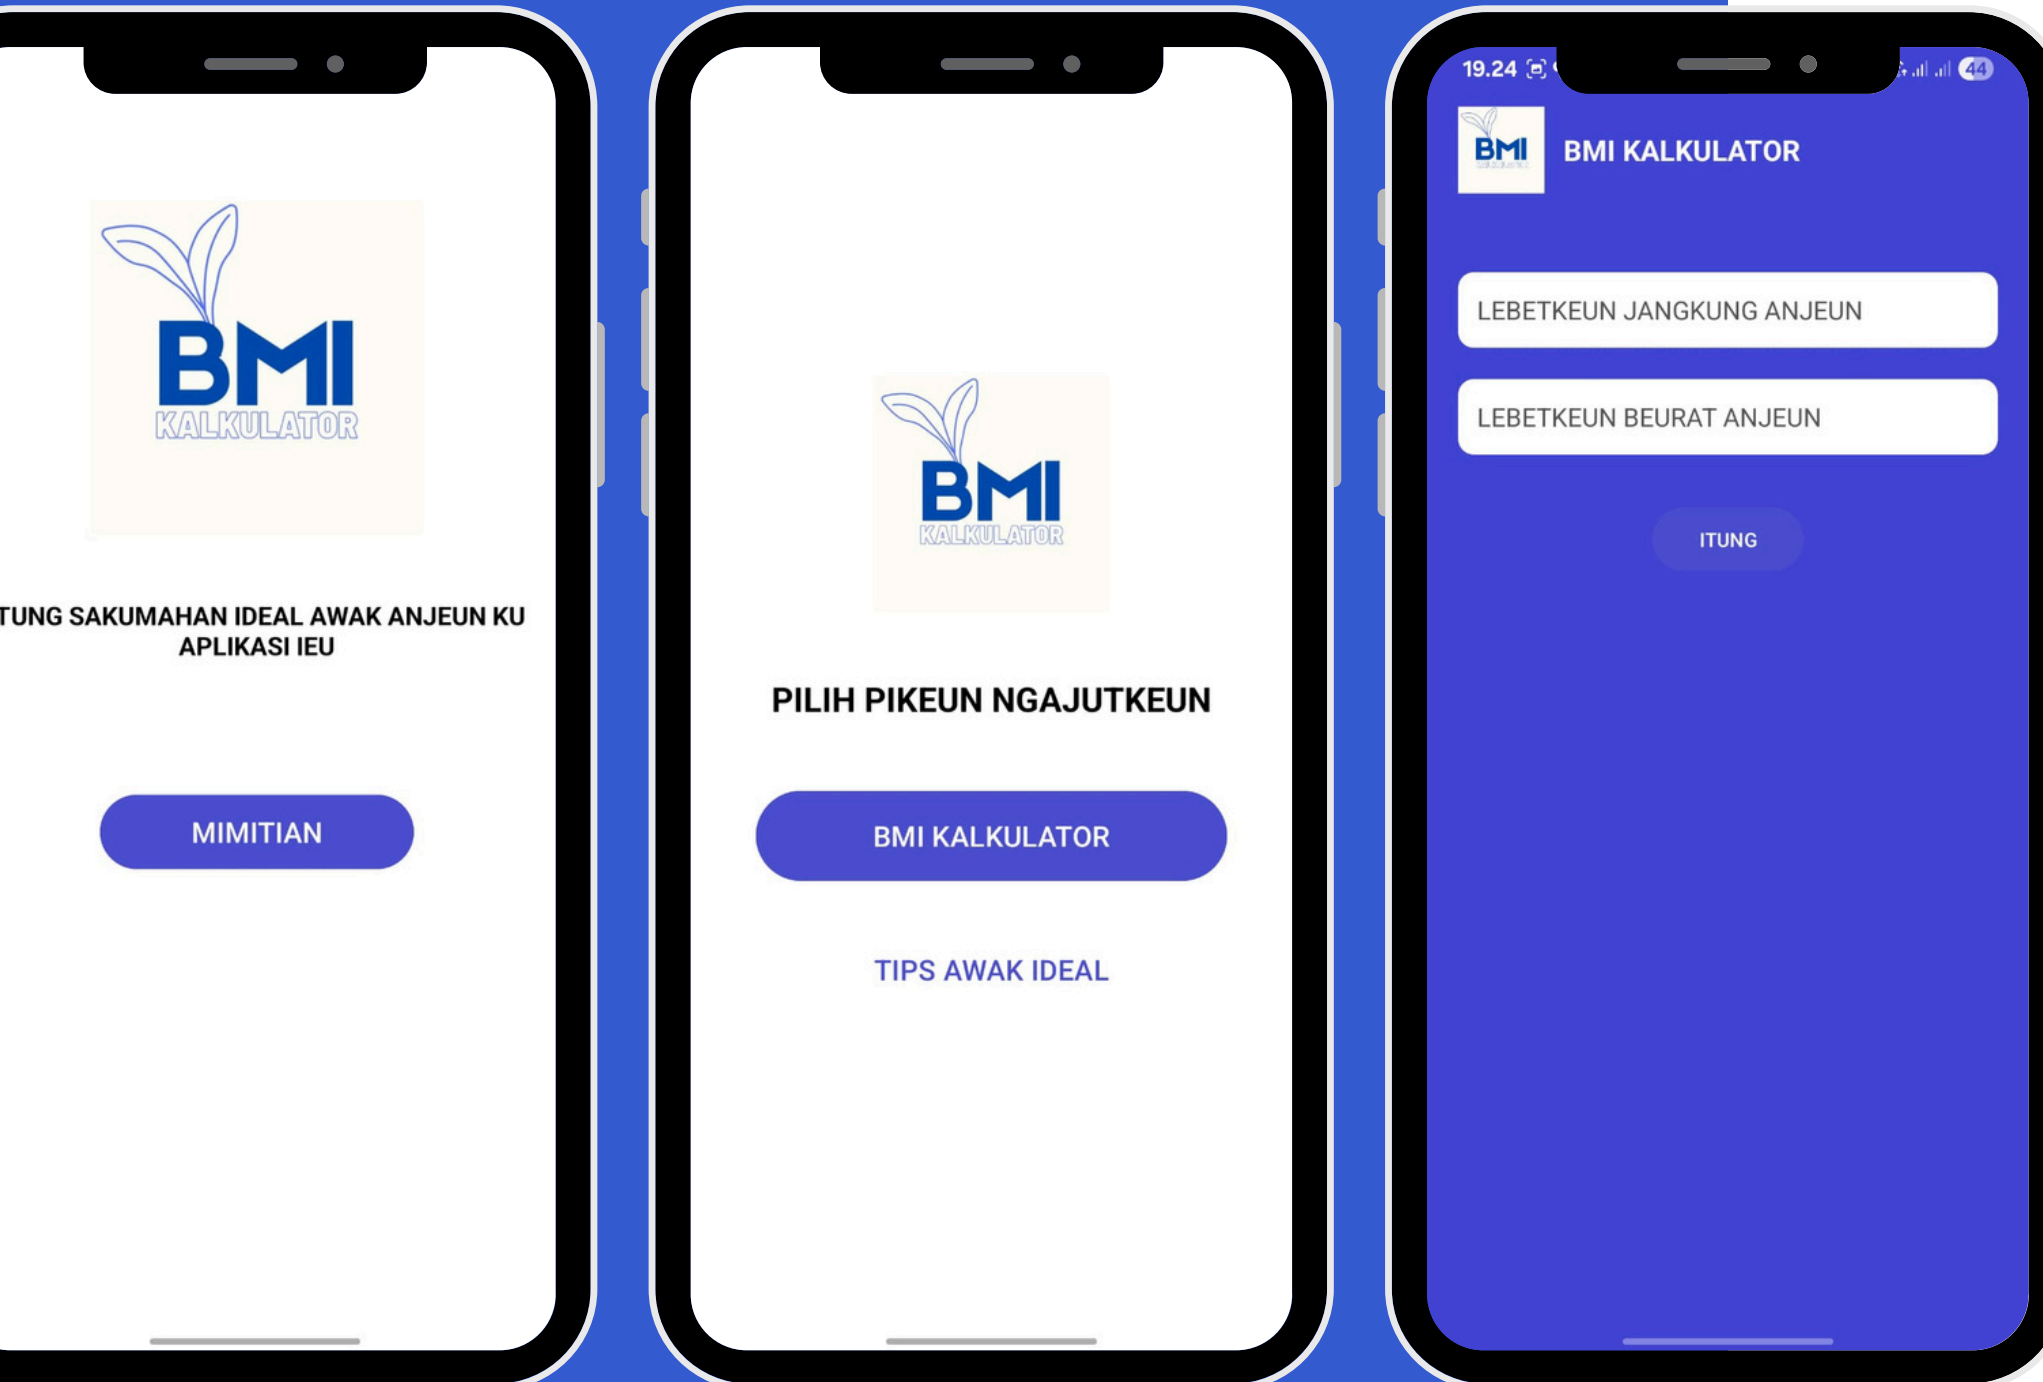 BMI
KALKULATOR
TUNG SAKUMAHAN IDEAL AWAK ANJEUN KU
APLIKASI IEU
MIMITIAN
BMI
KALKULATOR
PILIH PIKEUN NGAJUTKEUN
BMI KALKULATOR
TIPS AWAK IDEAL
19.24
44
BMI
BMI KALKULATOR
LEBETKEUN JANGKUNG ANJEUN
LEBETKEUN BEURAT ANJEUN
ITUNG